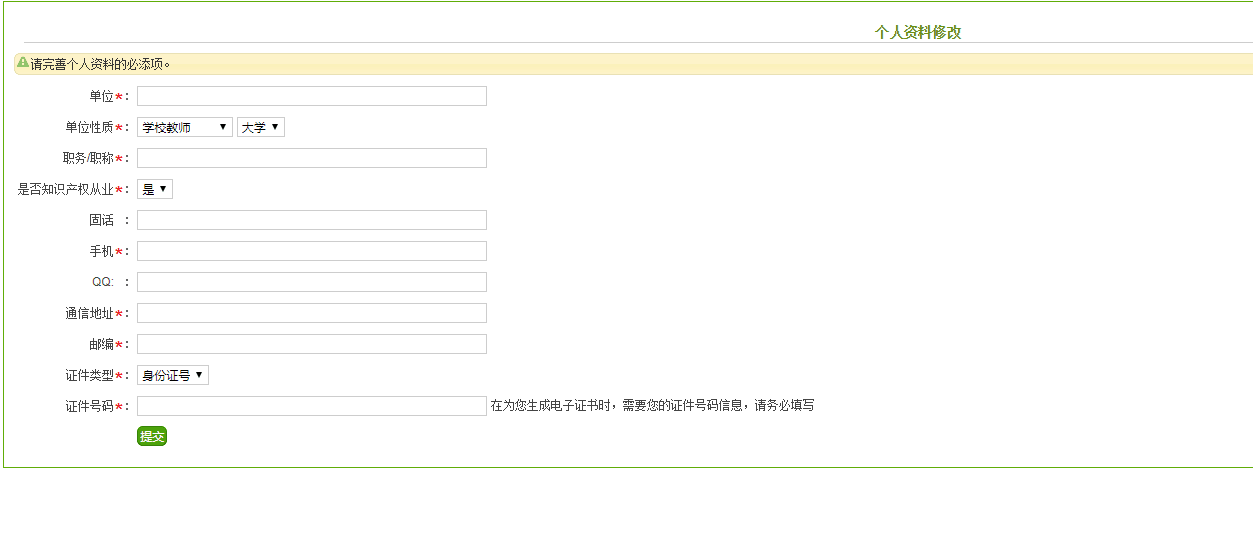 个人资料修改
请完善个人资料的必添项。
单位*：
单位性质*： 学校教师 大学
职务/职称*：
是否知识产权从业*： 是
固话 ：
手机*：
QQ: ：
通信地址*：
邮编*：
证件类型*： 身份证号
证件号码*： 在为您生成电子证书时，需要您的证件号码信息，请务必填写
提交